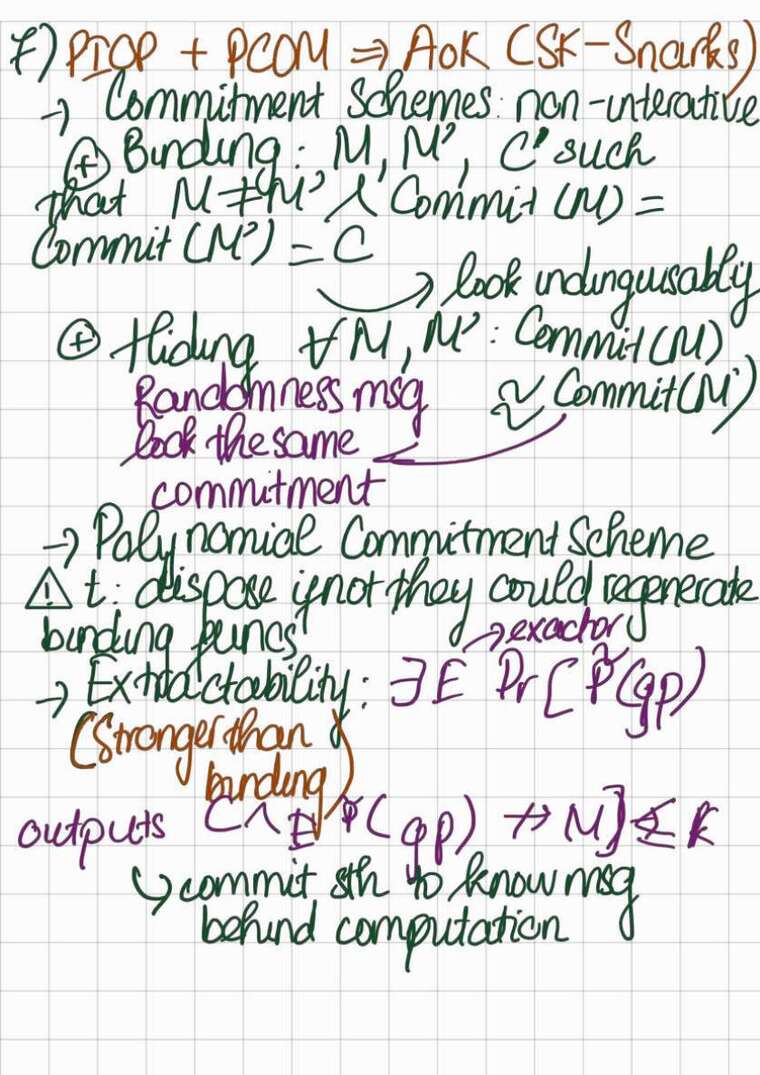 7) PIOP + PCOM ⇒ AoK (SK-Snarks)
→ Commitment Schemes: non-interative
⊕ Binding: M, M', C such
that M ≠ M' ∧ Commit (M) =
Commit (M') = C
→ look indinguisably
⊕ Hiding ∀ M, M': Commit (M)
≈ Commit (M')
Randomness msg
look the same
commitment
→ Polynomial Commitment Scheme
⚠ t: dispose if not they could regenerate
binding funcs
→ exactor
→ Extractability: ∃ E Pr [ P̃ (gp)
(Stronger than
binding)
outputs C ∧ E (gp) ↛ M] ≤ k
↳ commit sth to know msg
behind computation